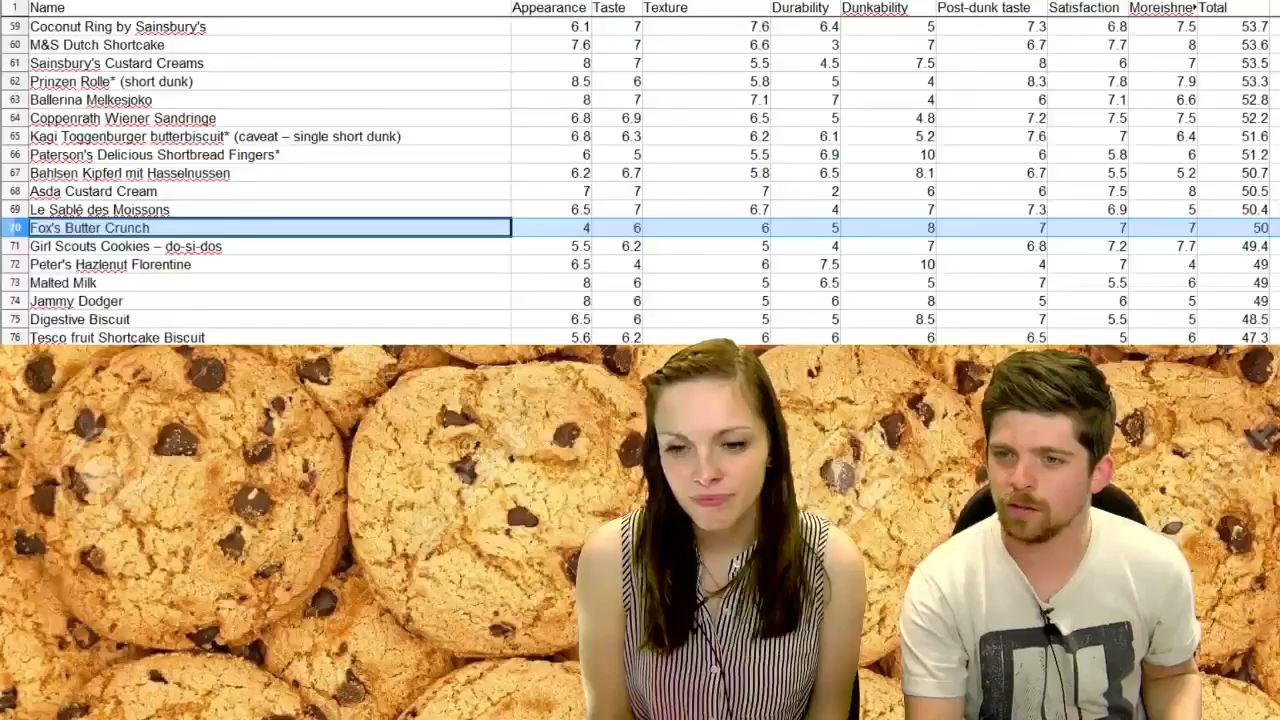 1 Name Appearance Taste Texture Durability Dunkability Post-dunk taste Satisfaction Moreishne Total
59 Coconut Ring by Sainsbury's 6.1 7 7.6 6.4 5 7.3 6.8 7.5 53.7
60 M&S Dutch Shortcake 7.6 7 6.6 3 7 6.7 7.7 8 53.6
61 Sainsbury's Custard Creams 8 7 5.5 4.5 7.5 8 6 7 53.5
62 Prinzen Rolle* (short dunk) 8.5 6 5.8 5 4 8.3 7.8 7.9 53.3
63 Ballerina Melkesjoko 8 7 7.1 7 4 6 7.1 6.6 52.8
64 Coppenrath Wiener Sandringe 6.8 6.9 6.5 5 4.8 7.2 7.5 7.5 52.2
65 Kagi Toggenburger butterbiscuit* (caveat – single short dunk) 6.8 6.3 6.2 6.1 5.2 7.6 7 6.4 51.6
66 Paterson's Delicious Shortbread Fingers* 6 5 5.5 6.9 10 6 5.8 6 51.2
67 Bahlsen Kipferl mit Hasselnussen 6.2 6.7 5.8 6.5 8.1 6.7 5.5 5.2 50.7
68 Asda Custard Cream 7 7 7 2 6 6 7.5 8 50.5
69 Le Sablé des Moissons 6.5 7 6.7 4 7 7.3 6.9 5 50.4
70 Fox's Butter Crunch 4 6 6 5 8 7 7 7 50
71 Girl Scouts Cookies – do-si-dos 5.5 6.2 5 4 7 6.8 7.2 7.7 49.4
72 Peter's Hazlenut Florentine 6.5 4 6 7.5 10 4 7 4 49
73 Malted Milk 8 6 5 6.5 5 7 5.5 6 49
74 Jammy Dodger 8 6 5 6 8 5 6 5 49
75 Digestive Biscuit 6.5 6 5 5 8.5 7 5.5 5 48.5
76 Tesco fruit Shortcake Biscuit 5.6 6.2 6 6 6 6.5 5 6 47.3